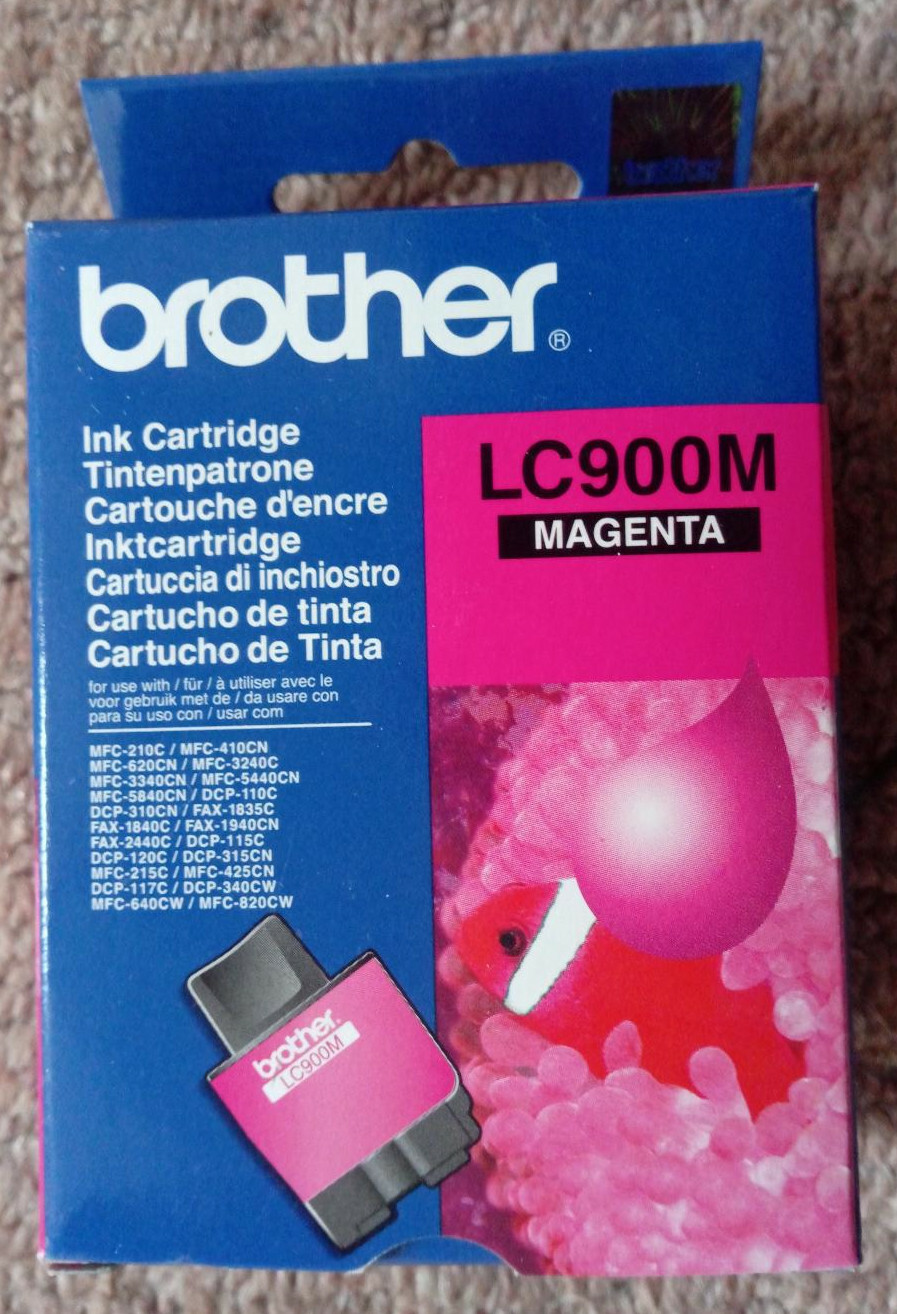 brother
brother®
Ink Cartridge
Tintenpatrone
Cartouche d'encre
Inktcartridge
Cartuccia di inchiostro
Cartucho de tinta
Cartucho de Tinta
for use with / für / à utiliser avec le
voor gebruik met de / da usare con
para su uso con / usar com
MFC-210C / MFC-410CN
MFC-620CN / MFC-3240C
MFC-3340CN / MFC-5440CN
MFC-5840CN / DCP-110C
DCP-310CN / FAX-1835C
FAX-1840C / FAX-1940CN
FAX-2440C / DCP-115C
DCP-120C / DCP-315CN
MFC-215C / MFC-425CN
DCP-117C / DCP-340CW
MFC-640CW / MFC-820CW
LC900M
MAGENTA
brother.
LC900M